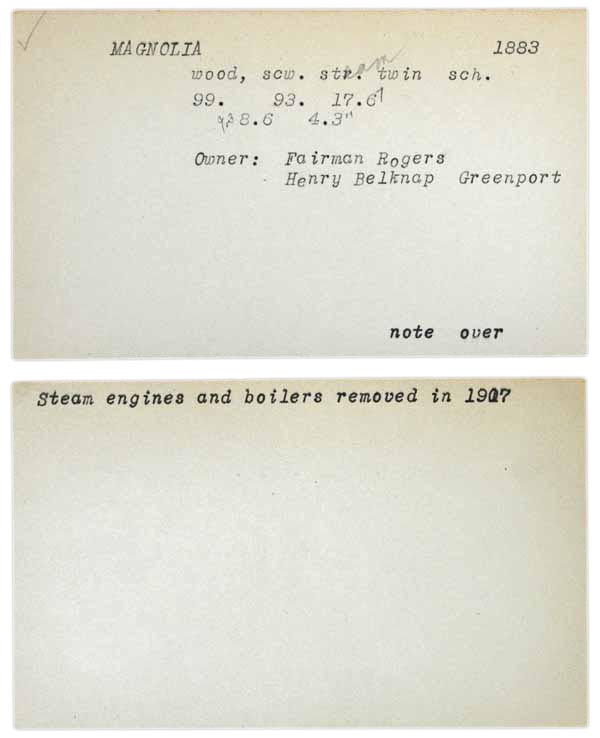 MAGNOLIA 1883
wood, scw. str. twin sch.
99. 93. 17.6
8.6 4.3"
Owner: Fairman Rogers
Henry Belknap Greenport
note over
Steam engines and boilers removed in